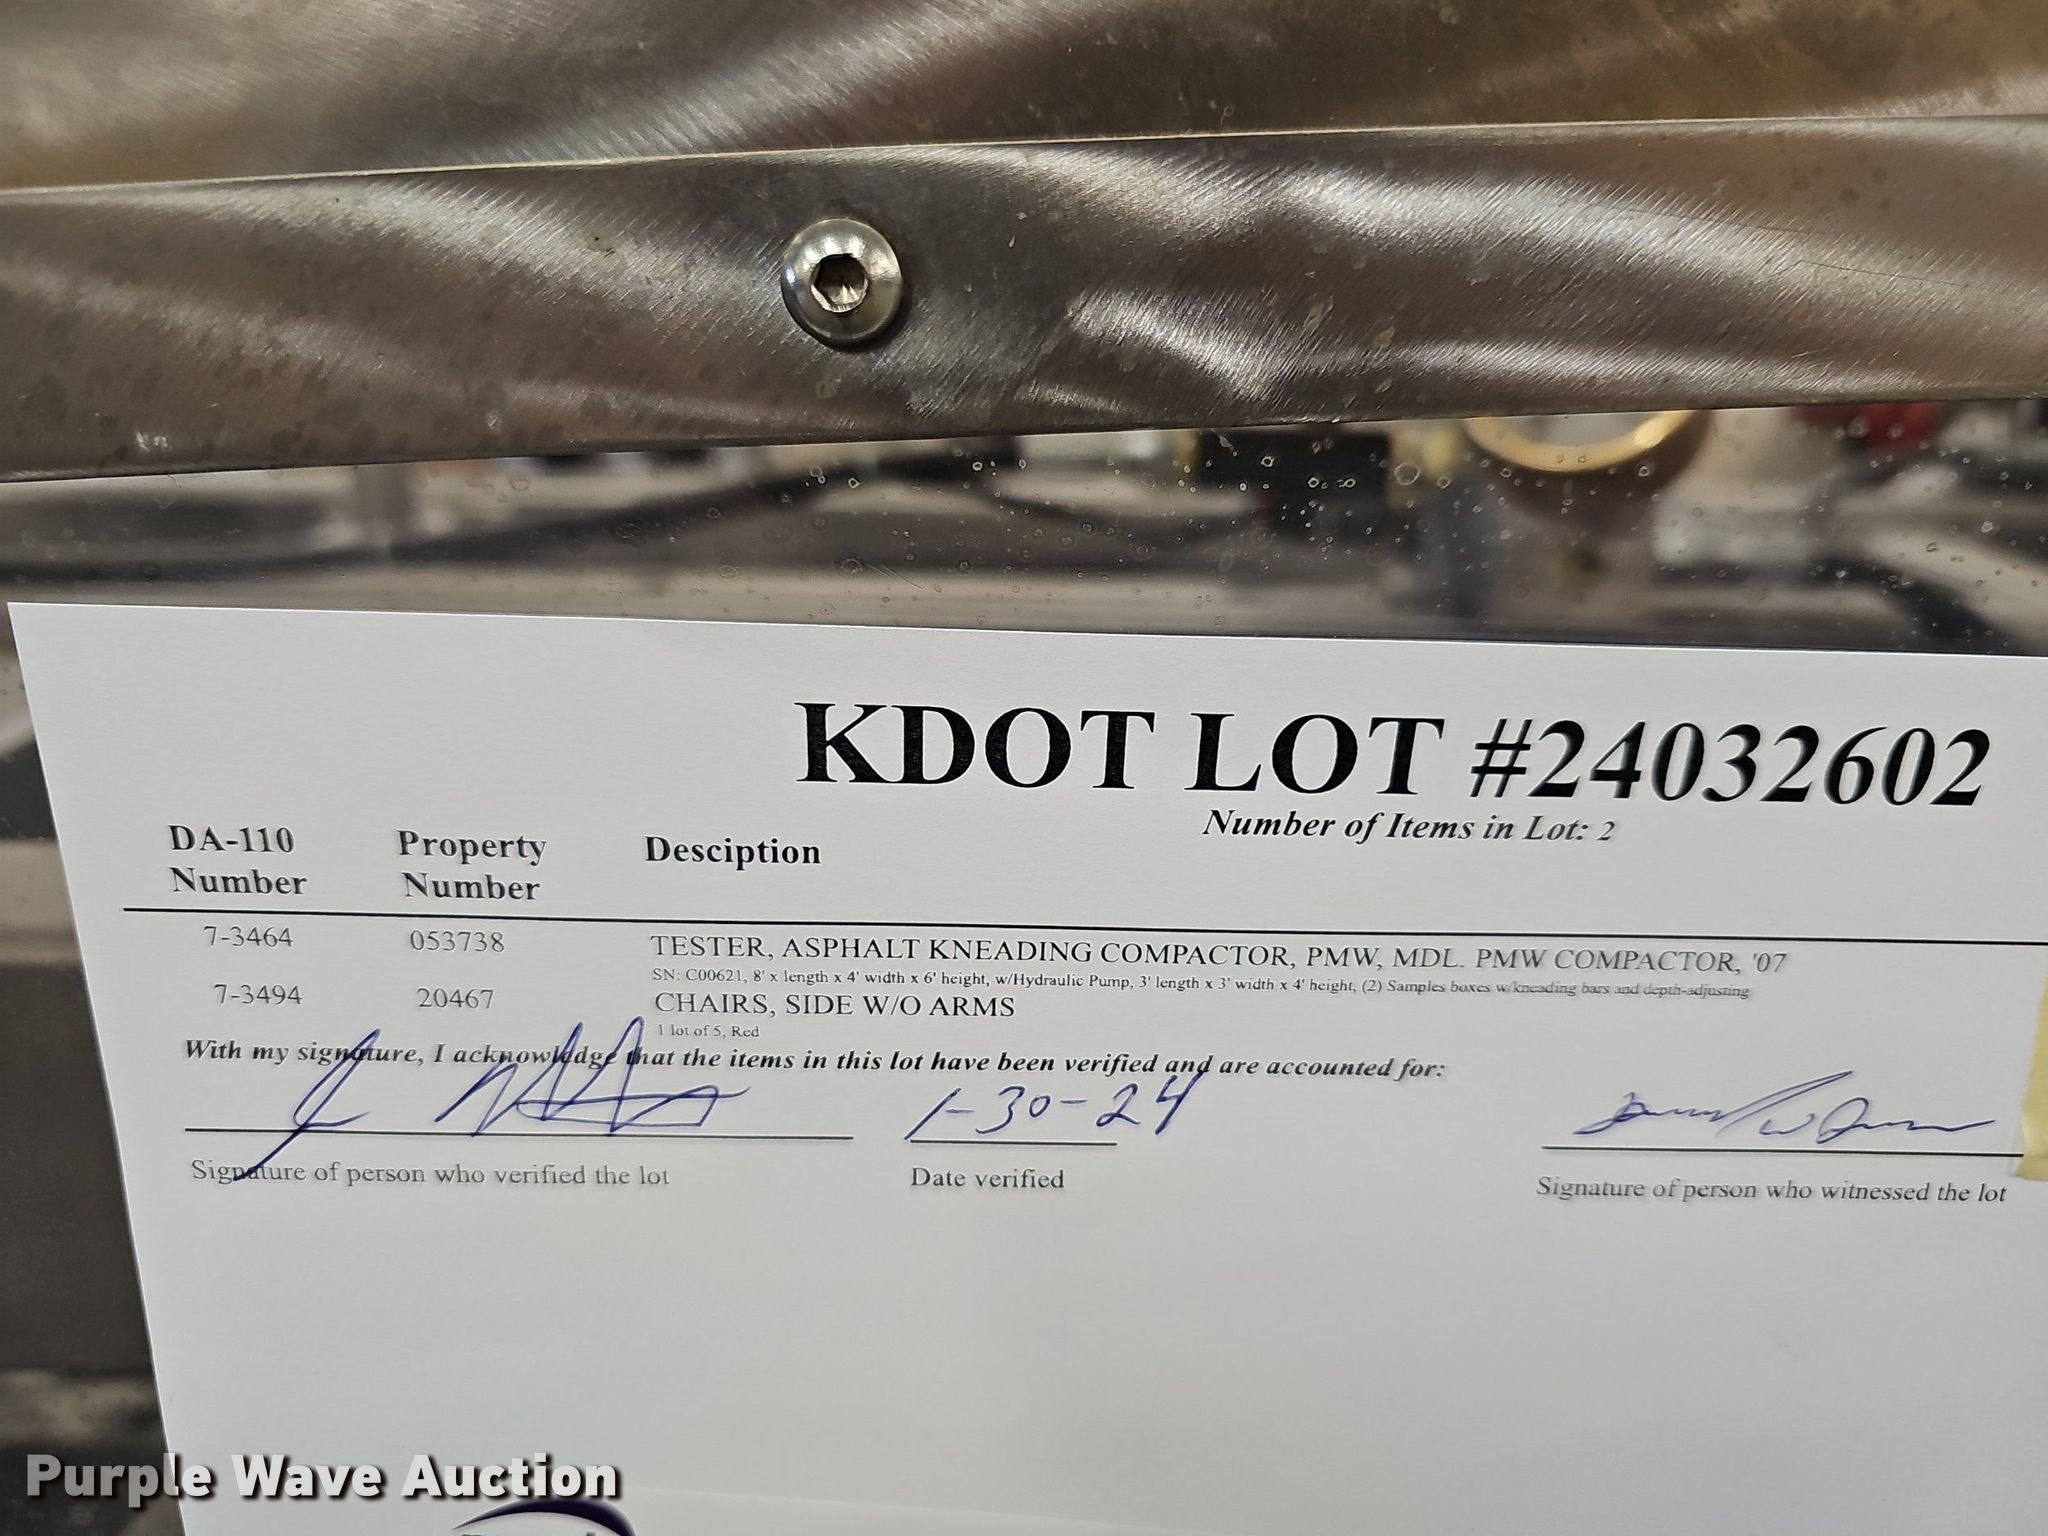 KDOT LOT #24032602
Number of Items in Lot: 2
DA-110 Number
Property Number
Desciption
7-3464 053738 TESTER, ASPHALT KNEADING COMPACTOR, PMW, MDL. PMW COMPACTOR, '07
SN: C00621, 8' x length x 4' width x 6' height, w/Hydraulic Pump, 3' length x 3' width x 4' height, (2) Samples boxes w/kneading bars and depth-adjusting
7-3494 20467 CHAIRS, SIDE W/O ARMS
1 lot of 5, Red
With my signature, I acknowledge that the items in this lot have been verified and are accounted for:
1-30-24
Signature of person who verified the lot
Date verified
Signature of person who witnessed the lot
Purple Wave Auction